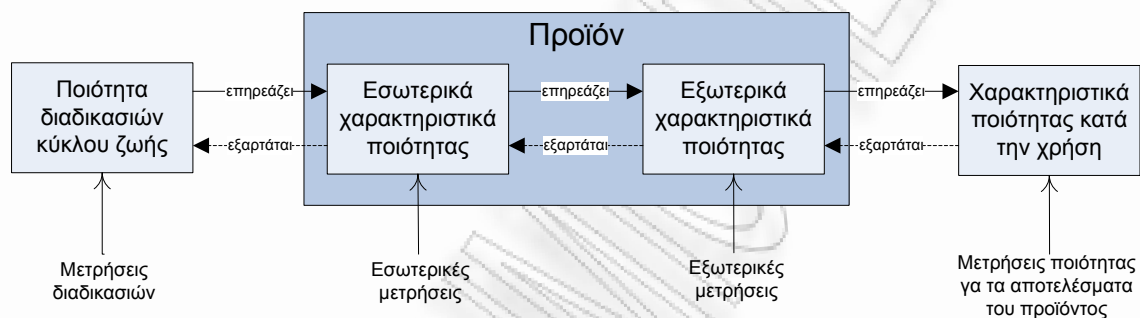 Προϊόν
Ποιότητα
διαδικασιών
κύκλου ζωής
επηρεάζει
εξαρτάται
Εσωτερικά
χαρακτηριστικά
ποιότητας
επηρεάζει
εξαρτάται
Εξωτερικά
χαρακτηριστικά
ποιότητας
επηρεάζει
εξαρτάται
Χαρακτηριστικά
ποιότητας κατά
την χρήση
Μετρήσεις
διαδικασιών
Εσωτερικές
μετρήσεις
Εξωτερικές
μετρήσεις
Μετρήσεις ποιότητας
γα τα αποτελέσματα
του προϊόντος